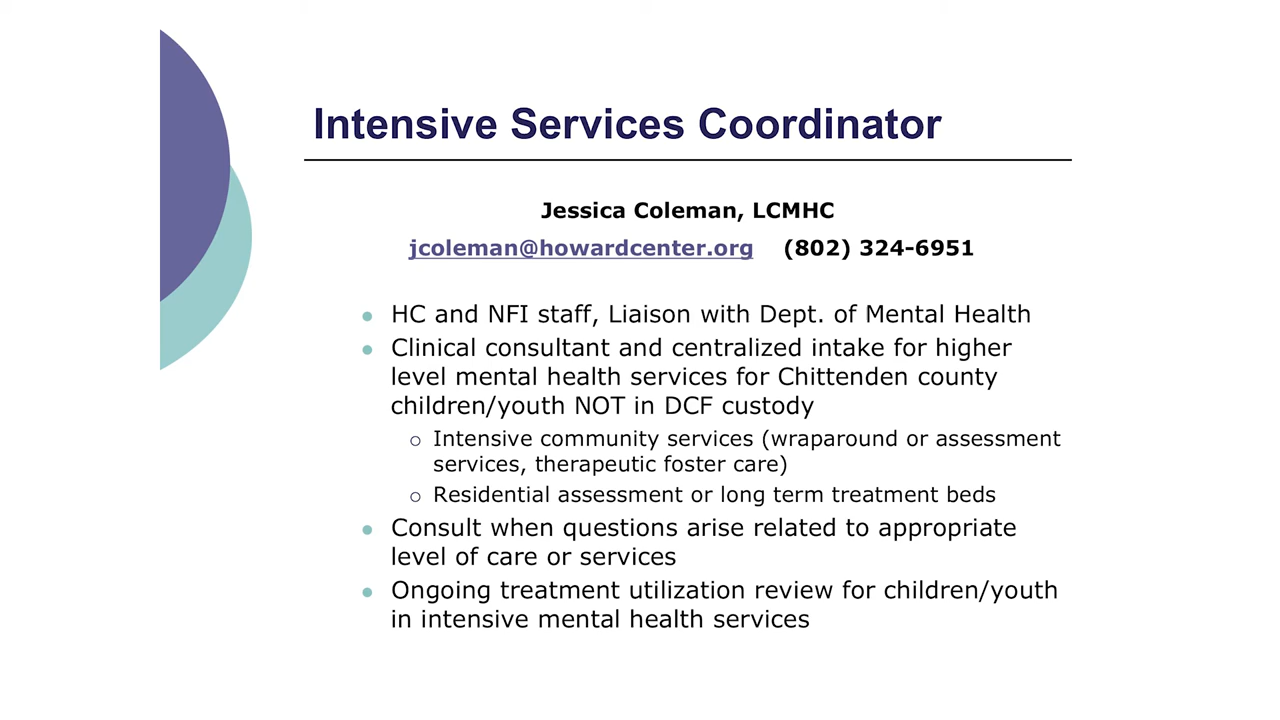 Intensive Services Coordinator
Jessica Coleman, LCMHC
jcoleman@howardcenter.org (802) 324-6951
HC and NFI staff, Liaison with Dept. of Mental Health
Clinical consultant and centralized intake for higher
level mental health services for Chittenden county
children/youth NOT in DCF custody
Intensive community services (wraparound or assessment
services, therapeutic foster care)
Residential assessment or long term treatment beds
Consult when questions arise related to appropriate
level of care or services
Ongoing treatment utilization review for children/youth
in intensive mental health services